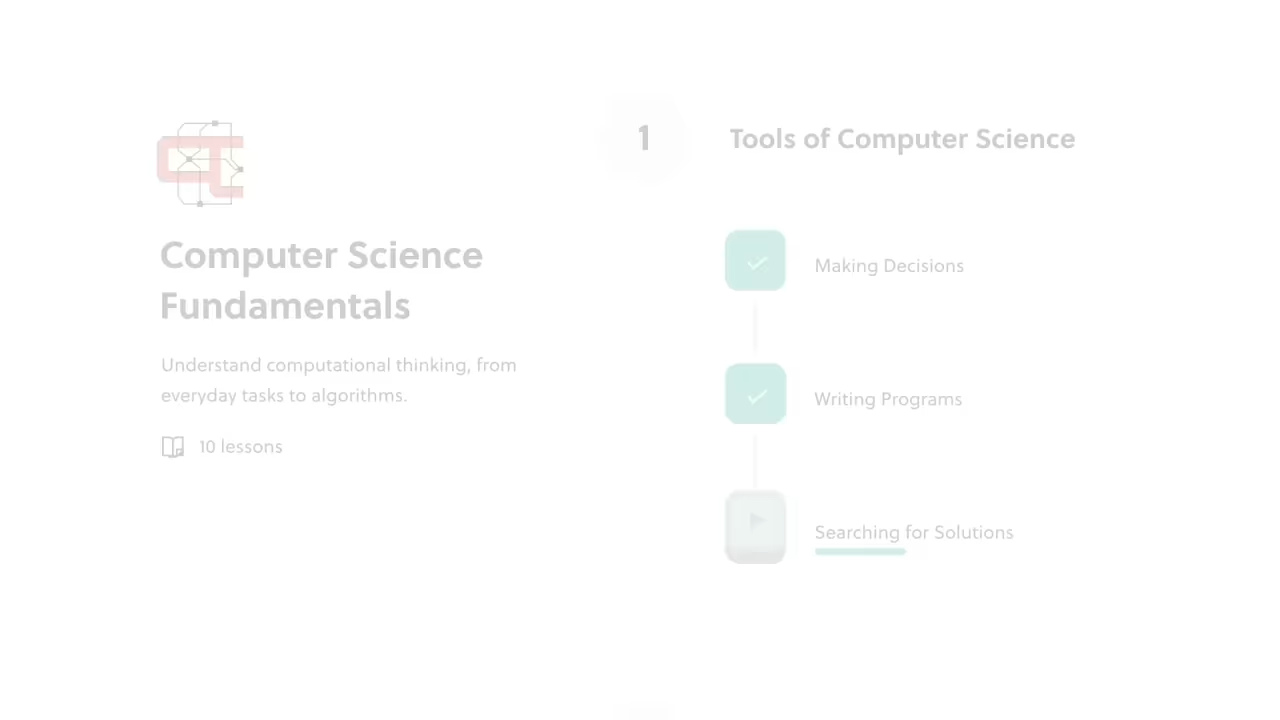 Computer Science
Fundamentals
Understand computational thinking, from
everyday tasks to algorithms.
10 lessons
1
Tools of Computer Science
Making Decisions
Writing Programs
Searching for Solutions